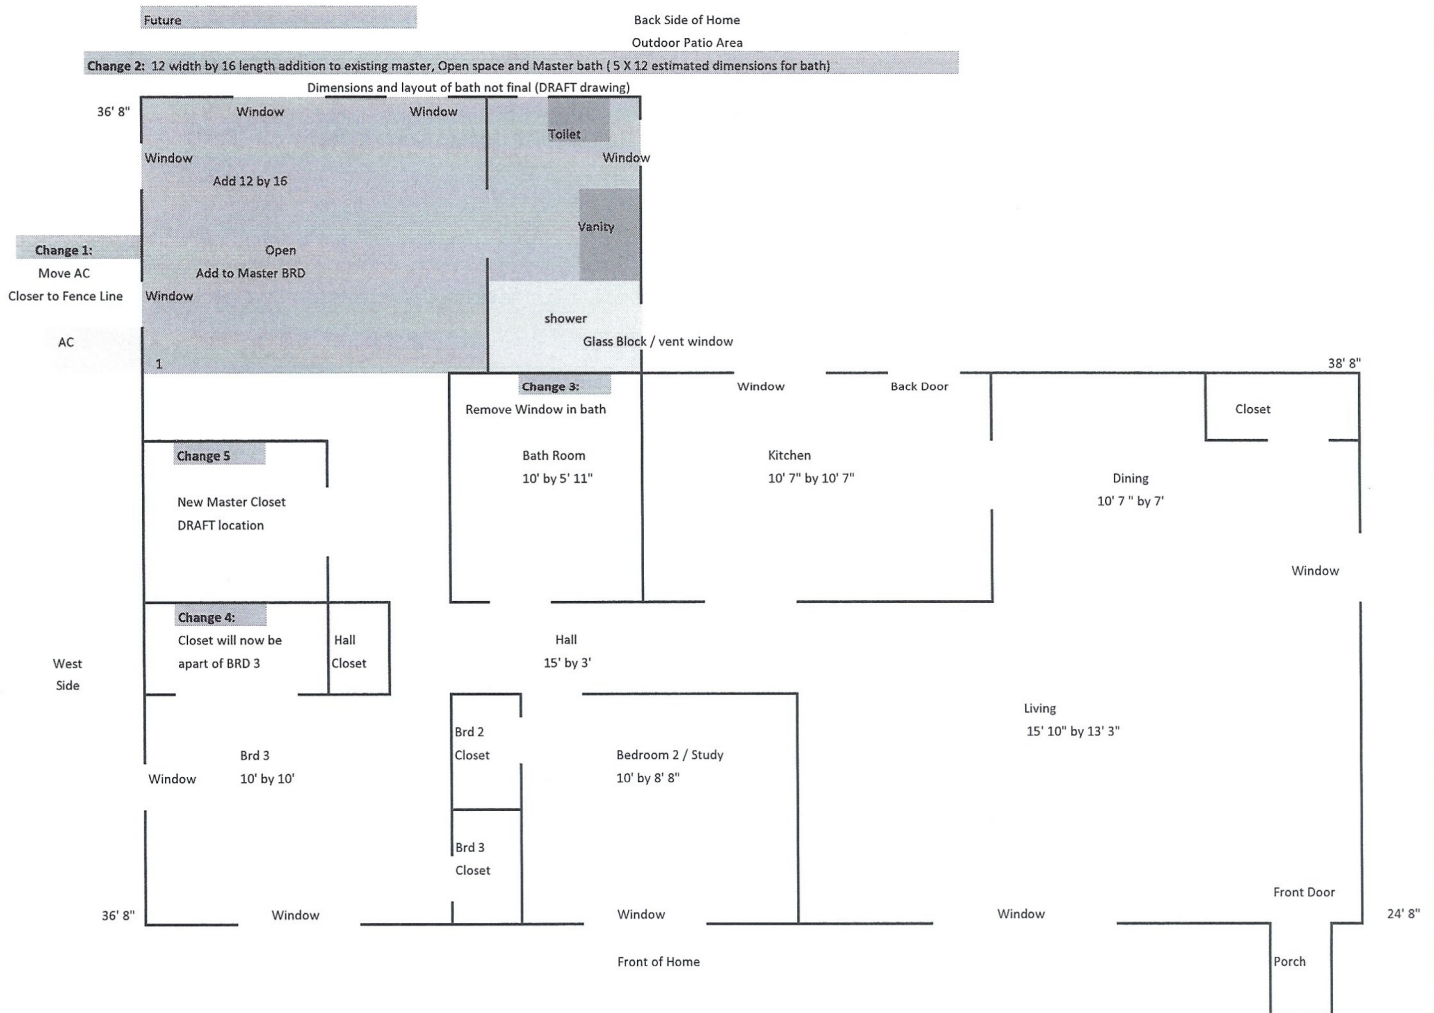 Future
Back Side of Home
Outdoor Patio Area
Change 2: 12 width by 16 length addition to existing master, Open space and Master bath ( 5 X 12 estimated dimensions for bath)
Dimensions and layout of bath not final (DRAFT drawing)
36' 8"
Window
Window
Toilet
Window
Window
Add 12 by 16
Vanity
Change 1:
Open
Move AC
Add to Master BRD
Closer to Fence Line
Window
shower
AC
Glass Block / vent window
1
38' 8"
Change 3:
Window
Back Door
Remove Window in bath
Closet
Change 5
Bath Room
Kitchen
10' by 5' 11"
10' 7" by 10' 7"
Dining
10' 7 " by 7'
New Master Closet
DRAFT location
Window
Change 4:
Closet will now be
apart of BRD 3
Hall
Closet
Hall
15' by 3'
West
Side
Living
15' 10" by 13' 3"
Brd 2
Closet
Brd 3
10' by 10'
Window
Bedroom 2 / Study
10' by 8' 8"
Brd 3
Closet
Front Door
36' 8"
Window
Window
Window
24' 8"
Front of Home
Porch